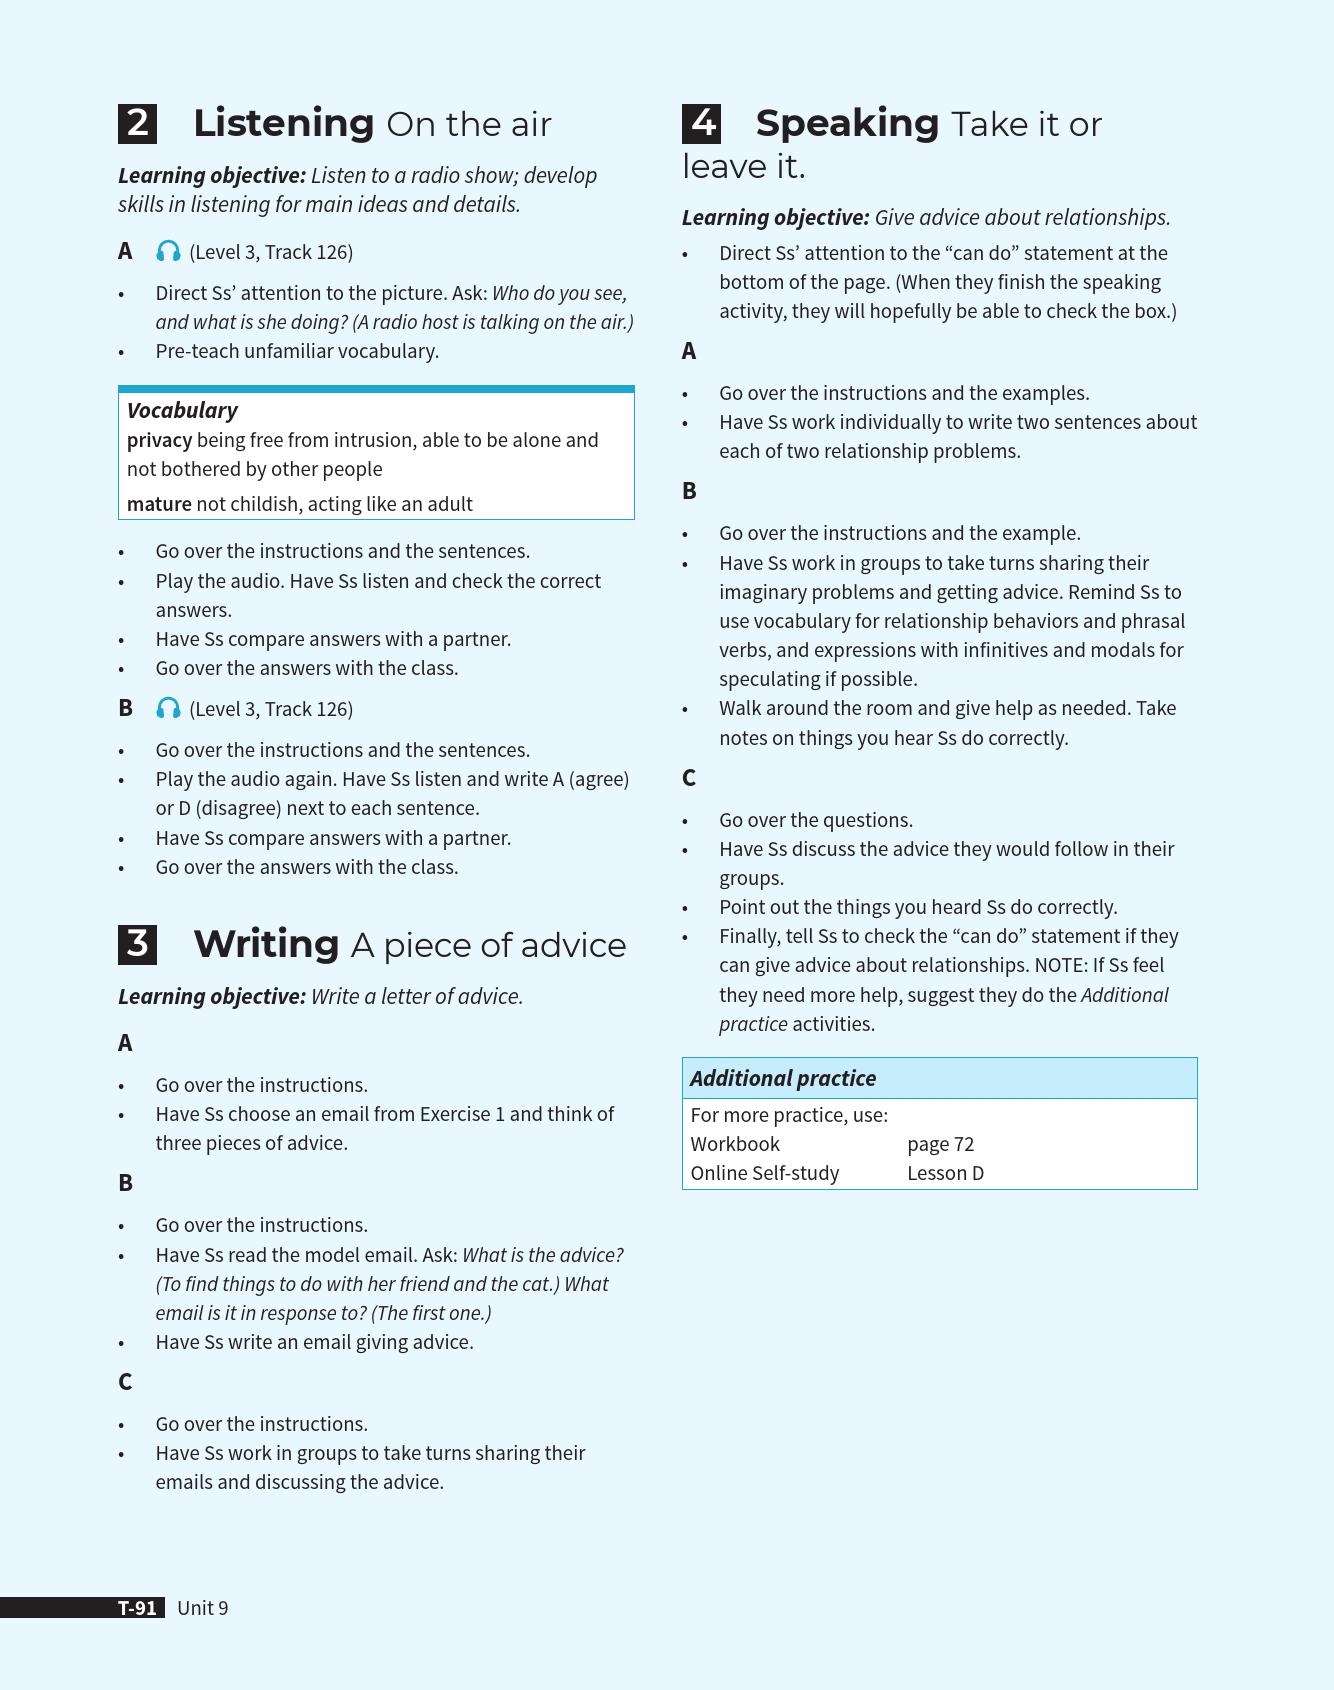 2 Listening On the air
Learning objective: Listen to a radio show; develop
skills in listening for main ideas and details.
A (Level 3, Track 126)
• Direct Ss’ attention to the picture. Ask: Who do you see,
and what is she doing? (A radio host is talking on the air.)
• Pre-teach unfamiliar vocabulary.
Vocabulary
privacy being free from intrusion, able to be alone and
not bothered by other people
mature not childish, acting like an adult
• Go over the instructions and the sentences.
• Play the audio. Have Ss listen and check the correct
answers.
• Have Ss compare answers with a partner.
• Go over the answers with the class.
B (Level 3, Track 126)
• Go over the instructions and the sentences.
• Play the audio again. Have Ss listen and write A (agree)
or D (disagree) next to each sentence.
• Have Ss compare answers with a partner.
• Go over the answers with the class.
3 Writing A piece of advice
Learning objective: Write a letter of advice.
A
• Go over the instructions.
• Have Ss choose an email from Exercise 1 and think of
three pieces of advice.
B
• Go over the instructions.
• Have Ss read the model email. Ask: What is the advice?
(To find things to do with her friend and the cat.) What
email is it in response to? (The first one.)
• Have Ss write an email giving advice.
C
• Go over the instructions.
• Have Ss work in groups to take turns sharing their
emails and discussing the advice.
4 Speaking Take it or
leave it.
Learning objective: Give advice about relationships.
• Direct Ss’ attention to the “can do” statement at the
bottom of the page. (When they finish the speaking
activity, they will hopefully be able to check the box.)
A
• Go over the instructions and the examples.
• Have Ss work individually to write two sentences about
each of two relationship problems.
B
• Go over the instructions and the example.
• Have Ss work in groups to take turns sharing their
imaginary problems and getting advice. Remind Ss to
use vocabulary for relationship behaviors and phrasal
verbs, and expressions with infinitives and modals for
speculating if possible.
• Walk around the room and give help as needed. Take
notes on things you hear Ss do correctly.
C
• Go over the questions.
• Have Ss discuss the advice they would follow in their
groups.
• Point out the things you heard Ss do correctly.
• Finally, tell Ss to check the “can do” statement if they
can give advice about relationships. NOTE: If Ss feel
they need more help, suggest they do the Additional
practice activities.
Additional practice
For more practice, use:
Workbook page 72
Online Self-study Lesson D
T-91 Unit 9